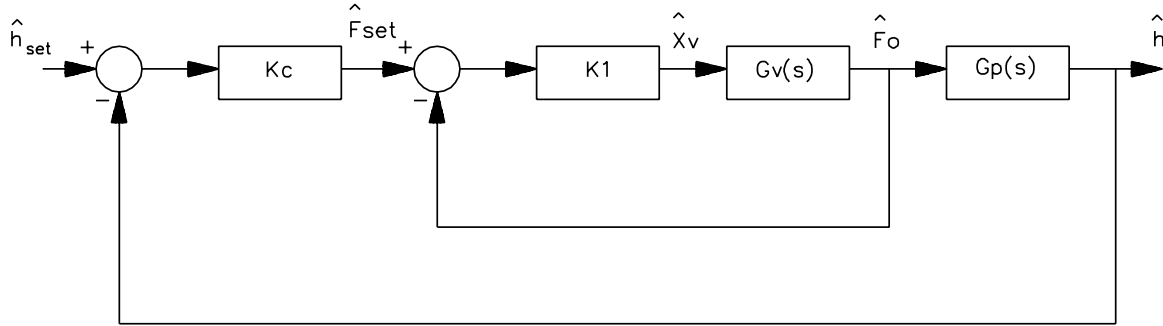 ĥset
+
−
Kc
F̂set
+
−
K1
X̂v
Gv(s)
F̂o
Gp(s)
ĥ